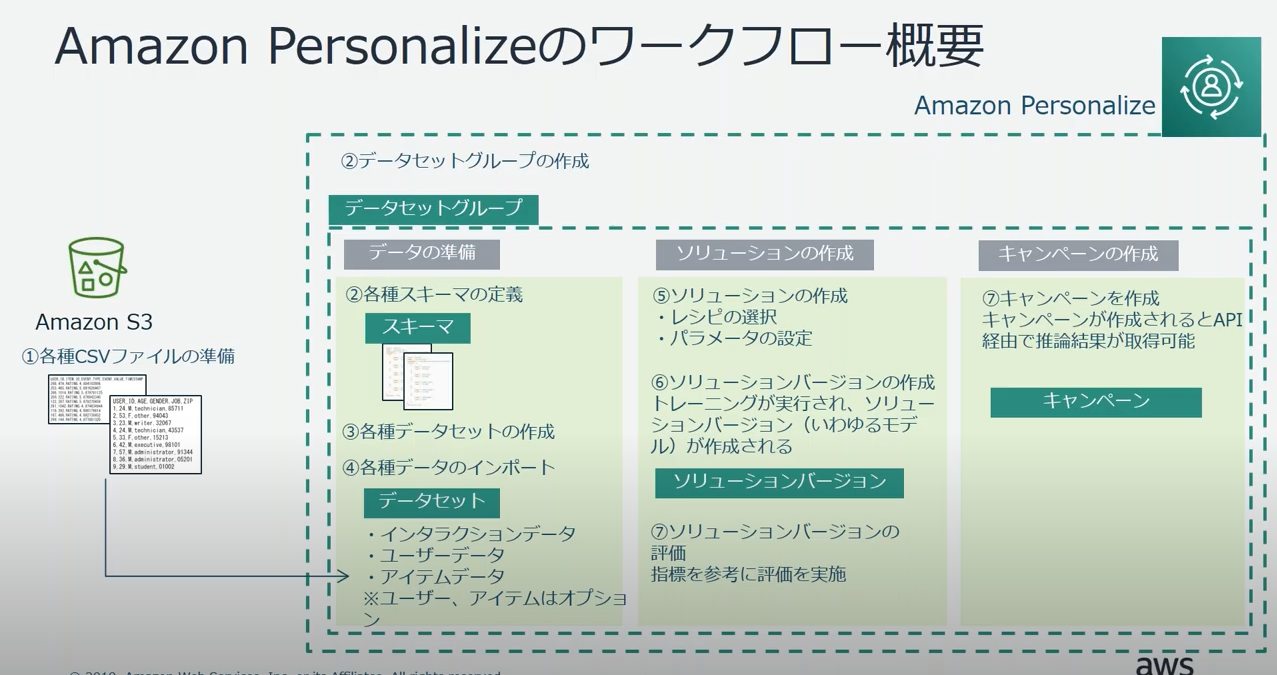 Amazon Personalizeのワークフロー概要
Amazon Personalize
②データセットグループの作成
データセットグループ
Amazon S3
①各種CSVファイルの準備
USER_ID,AGE,GENDER,JOB,ZIP
1,24,M,technician,85711
2,53,F,other,94043
3,23,M,writer,32067
4,24,M,technician,43537
5,33,F,other,15213
6,42,M,executive,98101
7,57,M,administrator,91344
8,36,M,administrator,05201
9,29,M,student,01002
データの準備
②各種スキーマの定義
スキーマ
③各種データセットの作成
④各種データのインポート
データセット
・インタラクションデータ
・ユーザーデータ
・アイテムデータ
※ユーザー、アイテムはオプショ
ン
ソリューションの作成
⑤ソリューションの作成
・レシピの選択
・パラメータの設定
⑥ソリューションバージョンの作成
トレーニングが実行され、ソリュー
ションバージョン（いわゆるモデ
ル）が作成される
ソリューションバージョン
⑦ソリューションバージョンの
評価
指標を参考に評価を実施
キャンペーンの作成
⑦キャンペーンを作成
キャンペーンが作成されるとAPI
経由で推論結果が取得可能
キャンペーン
© 2019, Amazon Web Services, Inc. or its Affiliates. All rights reserved.
aws